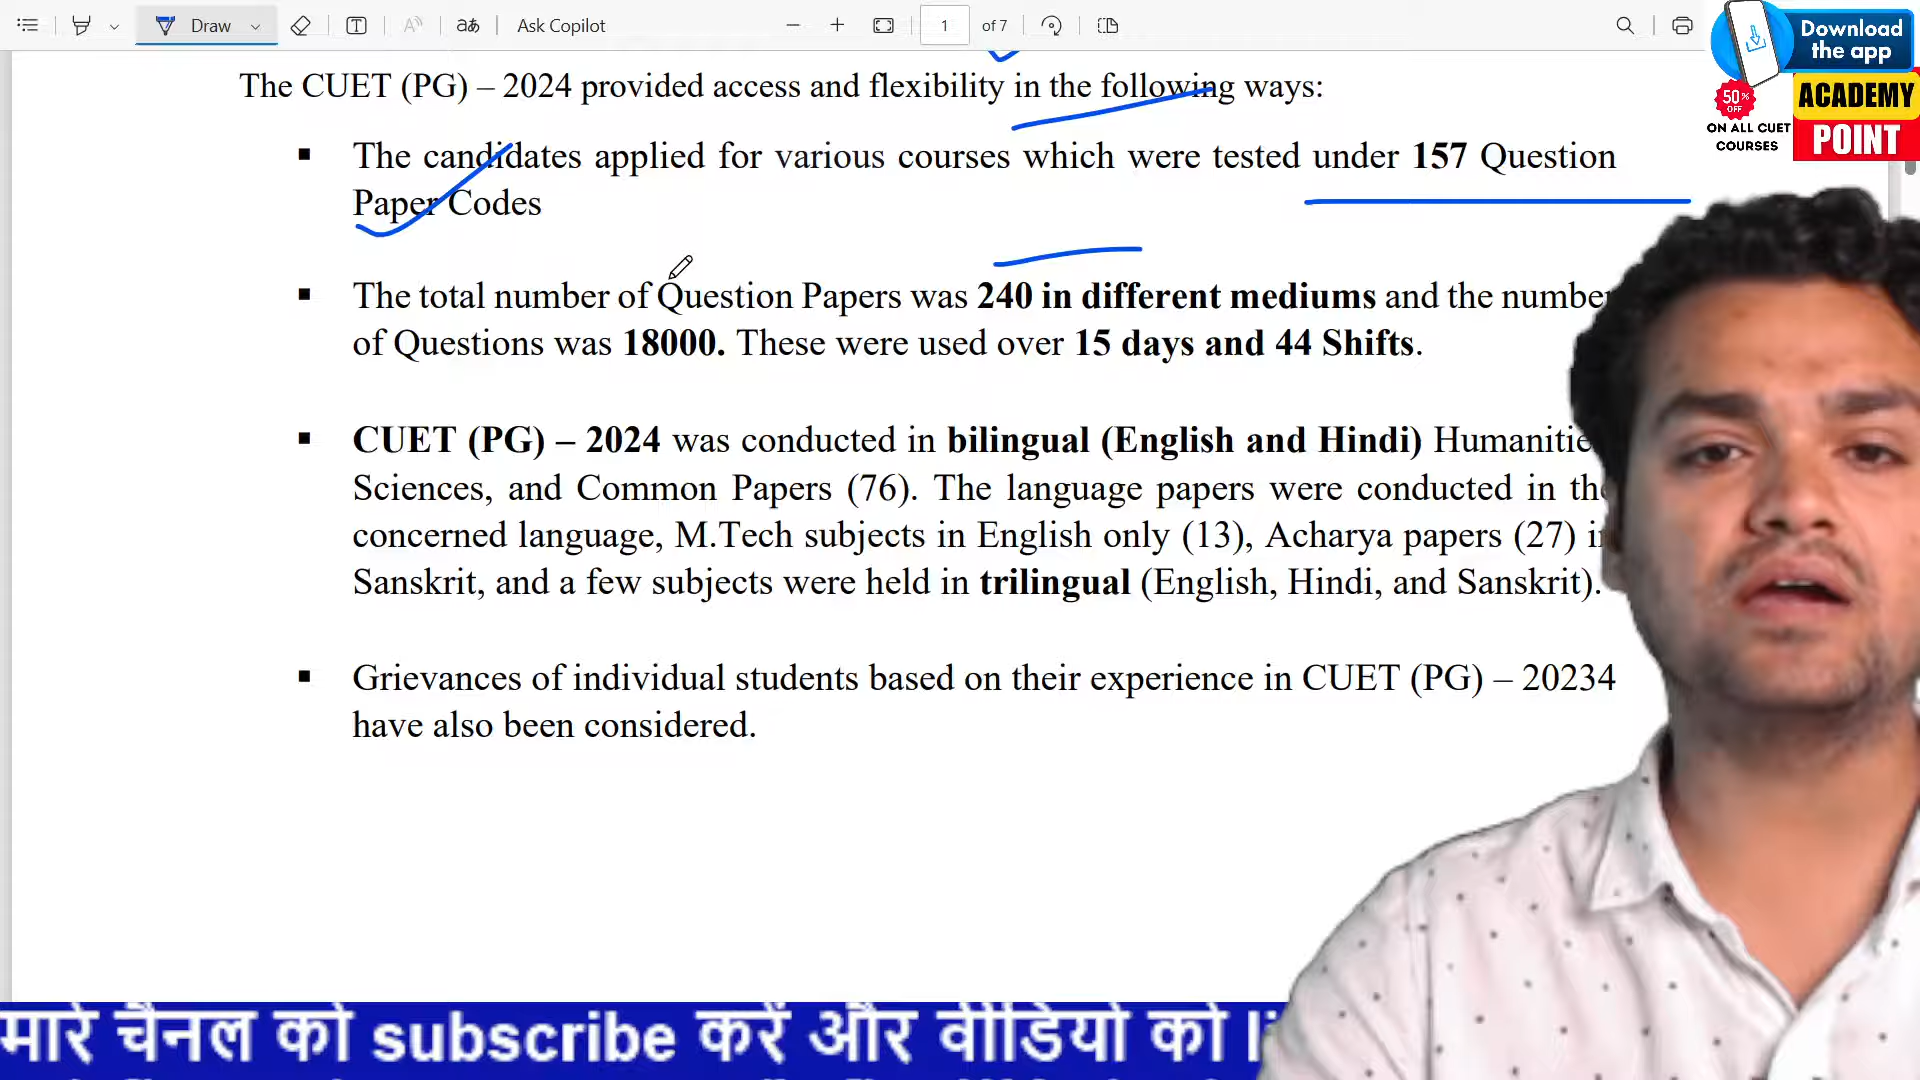 Draw
Ask Copilot
1 of 7
Download
the app
50%
OFF
ON ALL CUET
COURSES
ACADEMY
POINT
The CUET (PG) – 2024 provided access and flexibility in the following ways:
▪ The candidates applied for various courses which were tested under 157 Question
Paper Codes
▪ The total number of Question Papers was 240 in different mediums and the number
of Questions was 18000. These were used over 15 days and 44 Shifts.
▪ CUET (PG) – 2024 was conducted in bilingual (English and Hindi) Humanitie
Sciences, and Common Papers (76). The language papers were conducted in the
concerned language, M.Tech subjects in English only (13), Acharya papers (27) in
Sanskrit, and a few subjects were held in trilingual (English, Hindi, and Sanskrit).
▪ Grievances of individual students based on their experience in CUET (PG) – 20234
have also been considered.
मारे चैनल को subscribe करें और वीडियो को li